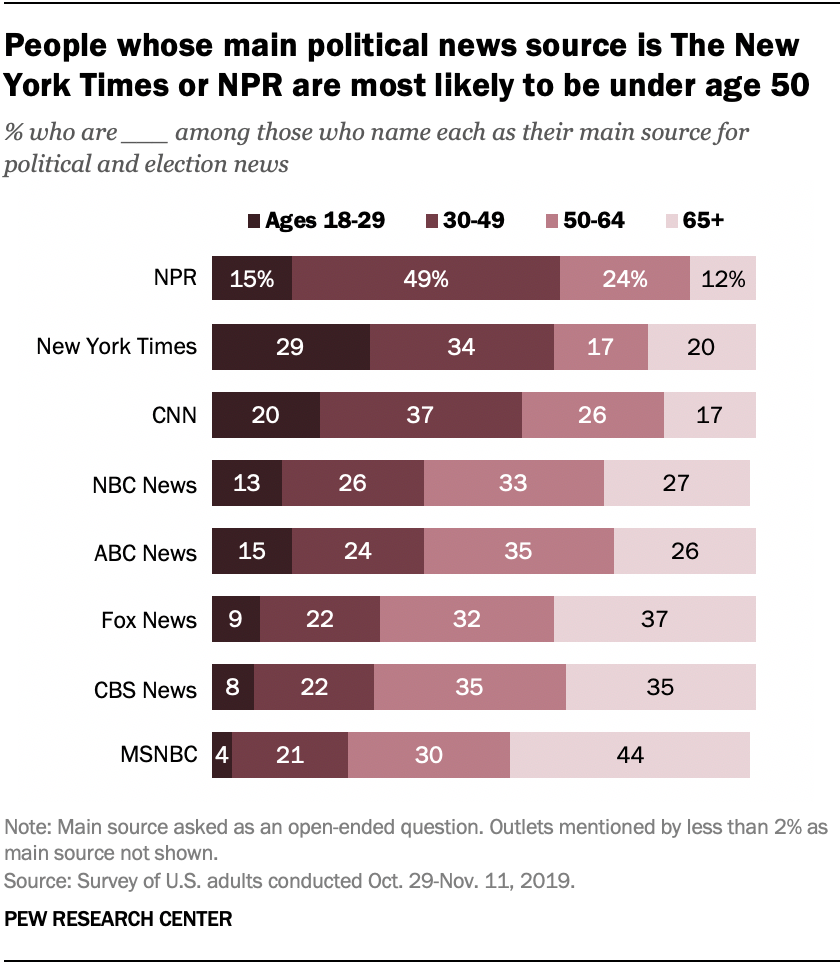 People whose main political news source is The New
York Times or NPR are most likely to be under age 50
% who are ___ among those who name each as their main source for
political and election news
Ages 18-29 30-49 50-64 65+
NPR 15% 49% 24% 12%
New York Times 29 34 17 20
CNN 20 37 26 17
NBC News 13 26 33 27
ABC News 15 24 35 26
Fox News 9 22 32 37
CBS News 8 22 35 35
MSNBC 4 21 30 44
Note: Main source asked as an open-ended question. Outlets mentioned by less than 2% as
main source not shown.
Source: Survey of U.S. adults conducted Oct. 29-Nov. 11, 2019.
PEW RESEARCH CENTER